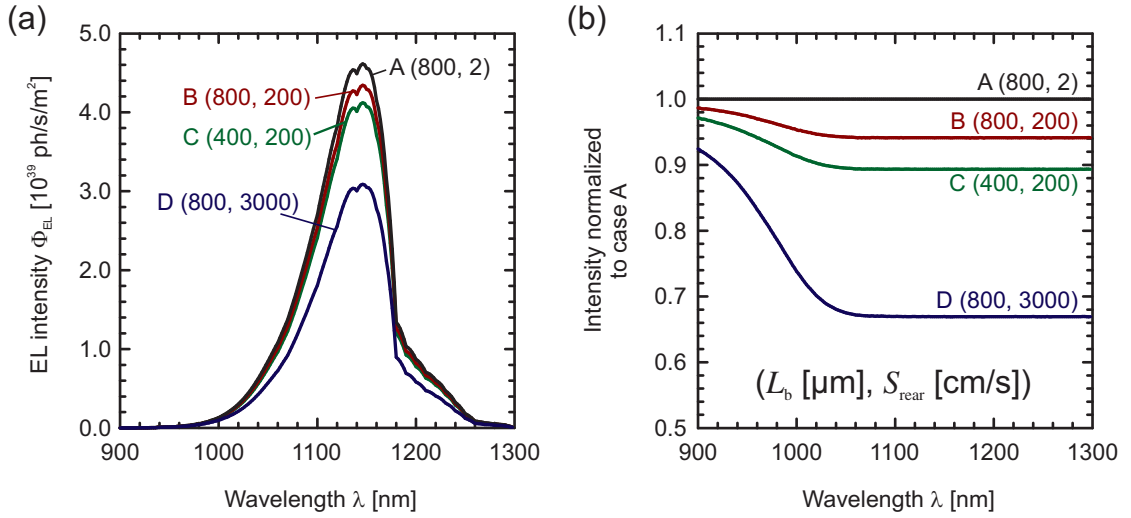 (a)
5.0
4.0
3.0
2.0
1.0
0.0
EL intensity Φ_EL [10³⁹ ph/s/m²]
A (800, 2)
B (800, 200)
C (400, 200)
D (800, 3000)
900 1000 1100 1200 1300
Wavelength λ [nm]
(b)
1.1
1.0
0.9
0.8
0.7
0.6
0.5
Intensity normalized
to case A
A (800, 2)
B (800, 200)
C (400, 200)
D (800, 3000)
(L_b [µm], S_rear [cm/s])
900 1000 1100 1200 1300
Wavelength λ [nm]